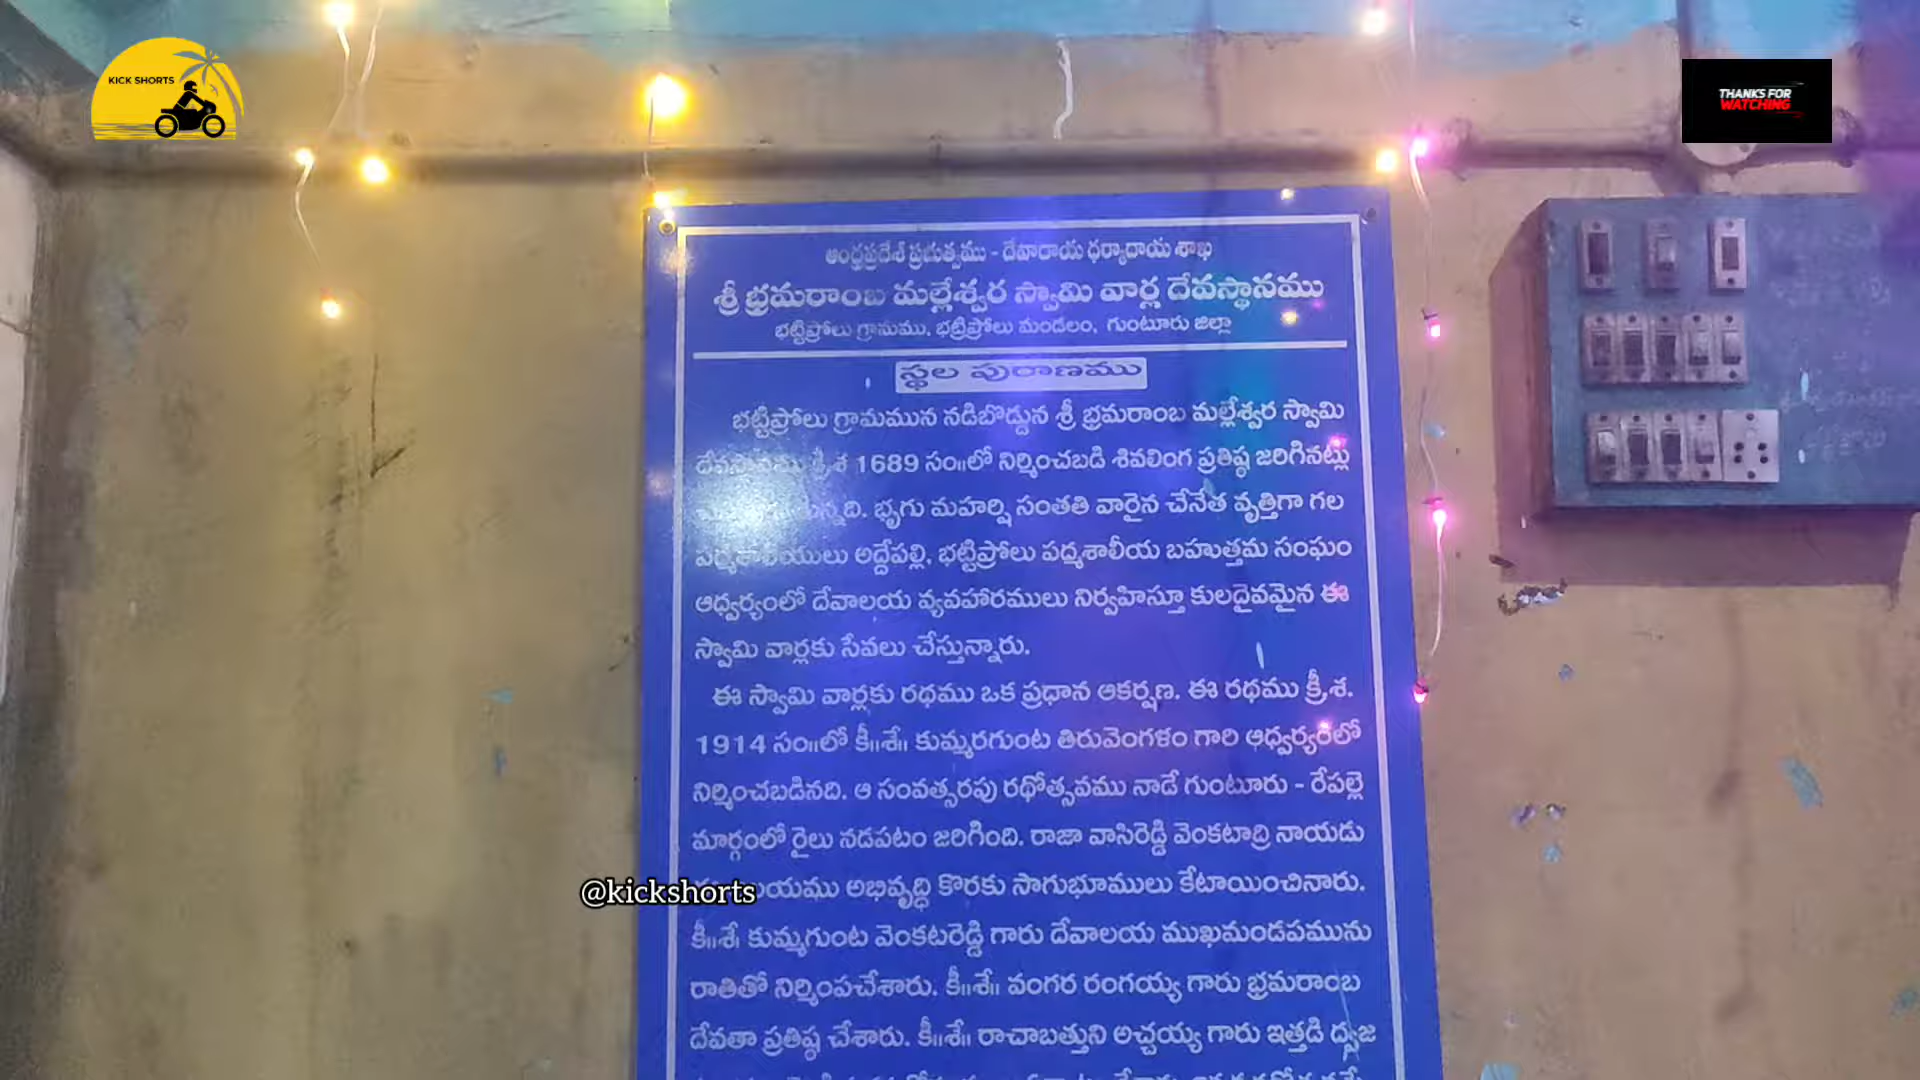 KICK SHORTS
THANKS FOR
WATCHING
ఆంధ్రప్రదేశ్ ప్రభుత్వము - దేవాదాయ ధర్మాదాయ శాఖ
శ్రీ భ్రమరాంబ మల్లేశ్వర స్వామి వార్ల దేవస్థానము
భట్టిప్రోలు గ్రామము, భట్టిప్రోలు మండలం, గుంటూరు జిల్లా
స్థల పురాణము
భట్టిప్రోలు గ్రామమున నడిబొడ్డున శ్రీ భ్రమరాంబ మల్లేశ్వర స్వామి
దేవస్థానము క్రీ.శ 1689 సం॥లో నిర్మించబడి శివలింగ ప్రతిష్ఠ జరిగినట్లు
భృగు మహర్షి సంతతి వారైన చేనేత వృత్తిగా గల
పద్మశాలీయులు అద్దేపల్లి, భట్టిప్రోలు పద్మశాలీయ బహుత్తమ సంఘం
ఆధ్వర్యంలో దేవాలయ వ్యవహారములు నిర్వహిస్తూ కులదైవమైన ఈ
స్వామి వార్లకు సేవలు చేస్తున్నారు.
ఈ స్వామి వార్లకు రథము ఒక ప్రధాన ఆకర్షణ. ఈ రథము క్రీ.శ.
1914 సం॥లో కీ॥శే॥ కుమ్మరగుంట తిరువెంగళం గారి ఆధ్వర్యంలో
నిర్మించబడినది. ఆ సంవత్సరపు రథోత్సవము నాడే గుంటూరు - రేపల్లె
మార్గంలో రైలు నడపటం జరిగింది. రాజా వాసిరెడ్డి వెంకటాద్రి నాయడు
అభివృద్ధి కొరకు సాగుభూములు కేటాయించినారు.
@kickshorts
కీ॥శే॥ కుమ్మగుంట వెంకటరెడ్డి గారు దేవాలయ ముఖమండపమును
రాతితో నిర్మింపచేశారు. కీ॥శే॥ వంగర రంగయ్య గారు భ్రమరాంబ
దేవతా ప్రతిష్ఠ చేశారు. కీ॥శే॥ రాచాబత్తుని అచ్చయ్య గారు ఇత్తడి ధ్వజ